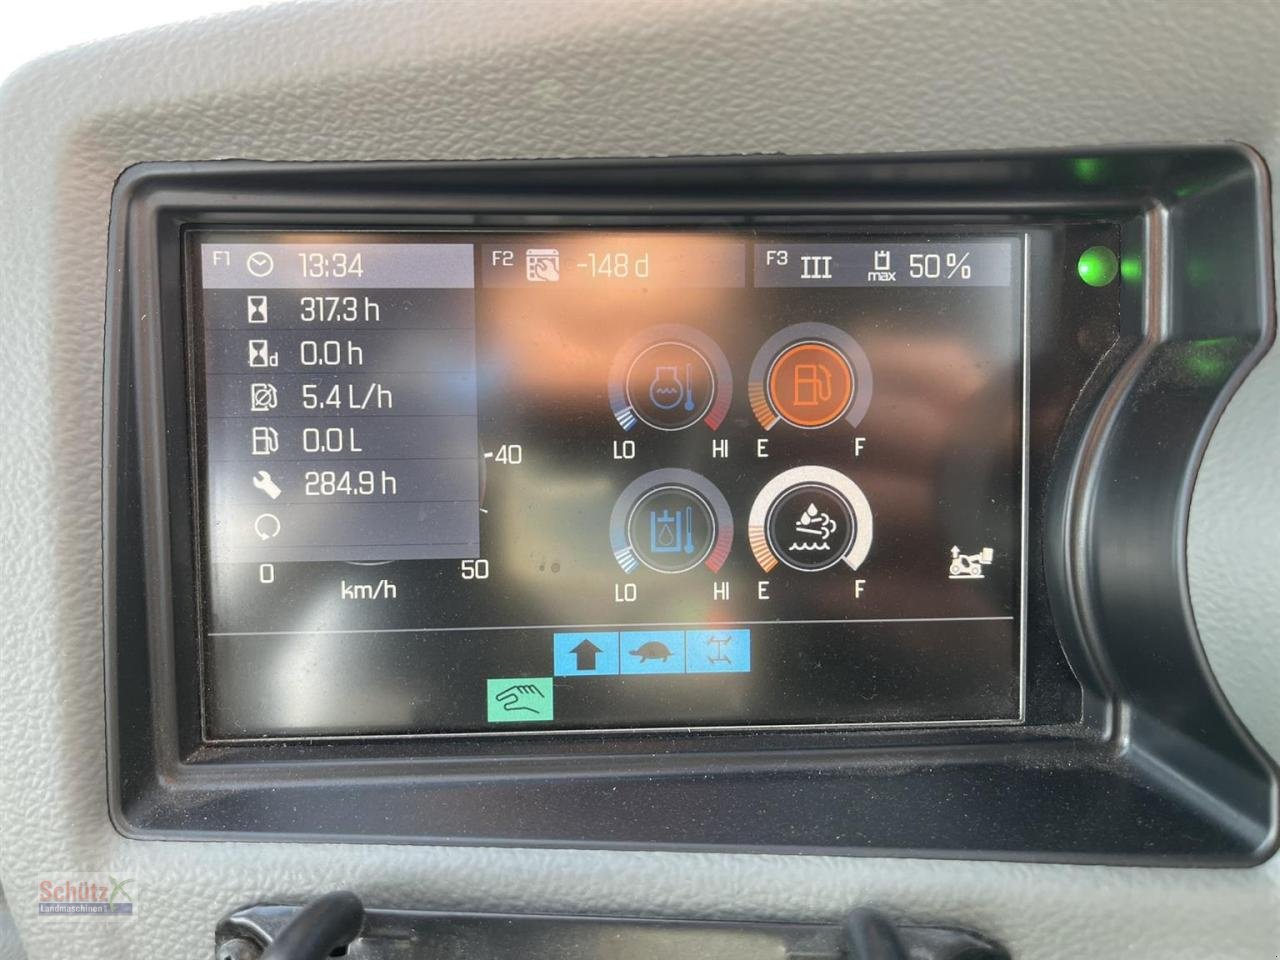 F1 13:34
F2 -148 d
F3 III max 50 %
317.3 h
d 0.0 h
5.4 L/h
0.0 L
284.9 h
40
0 km/h 50
LO HI
E F
LO HI
E F
Schütz
Landmaschinen